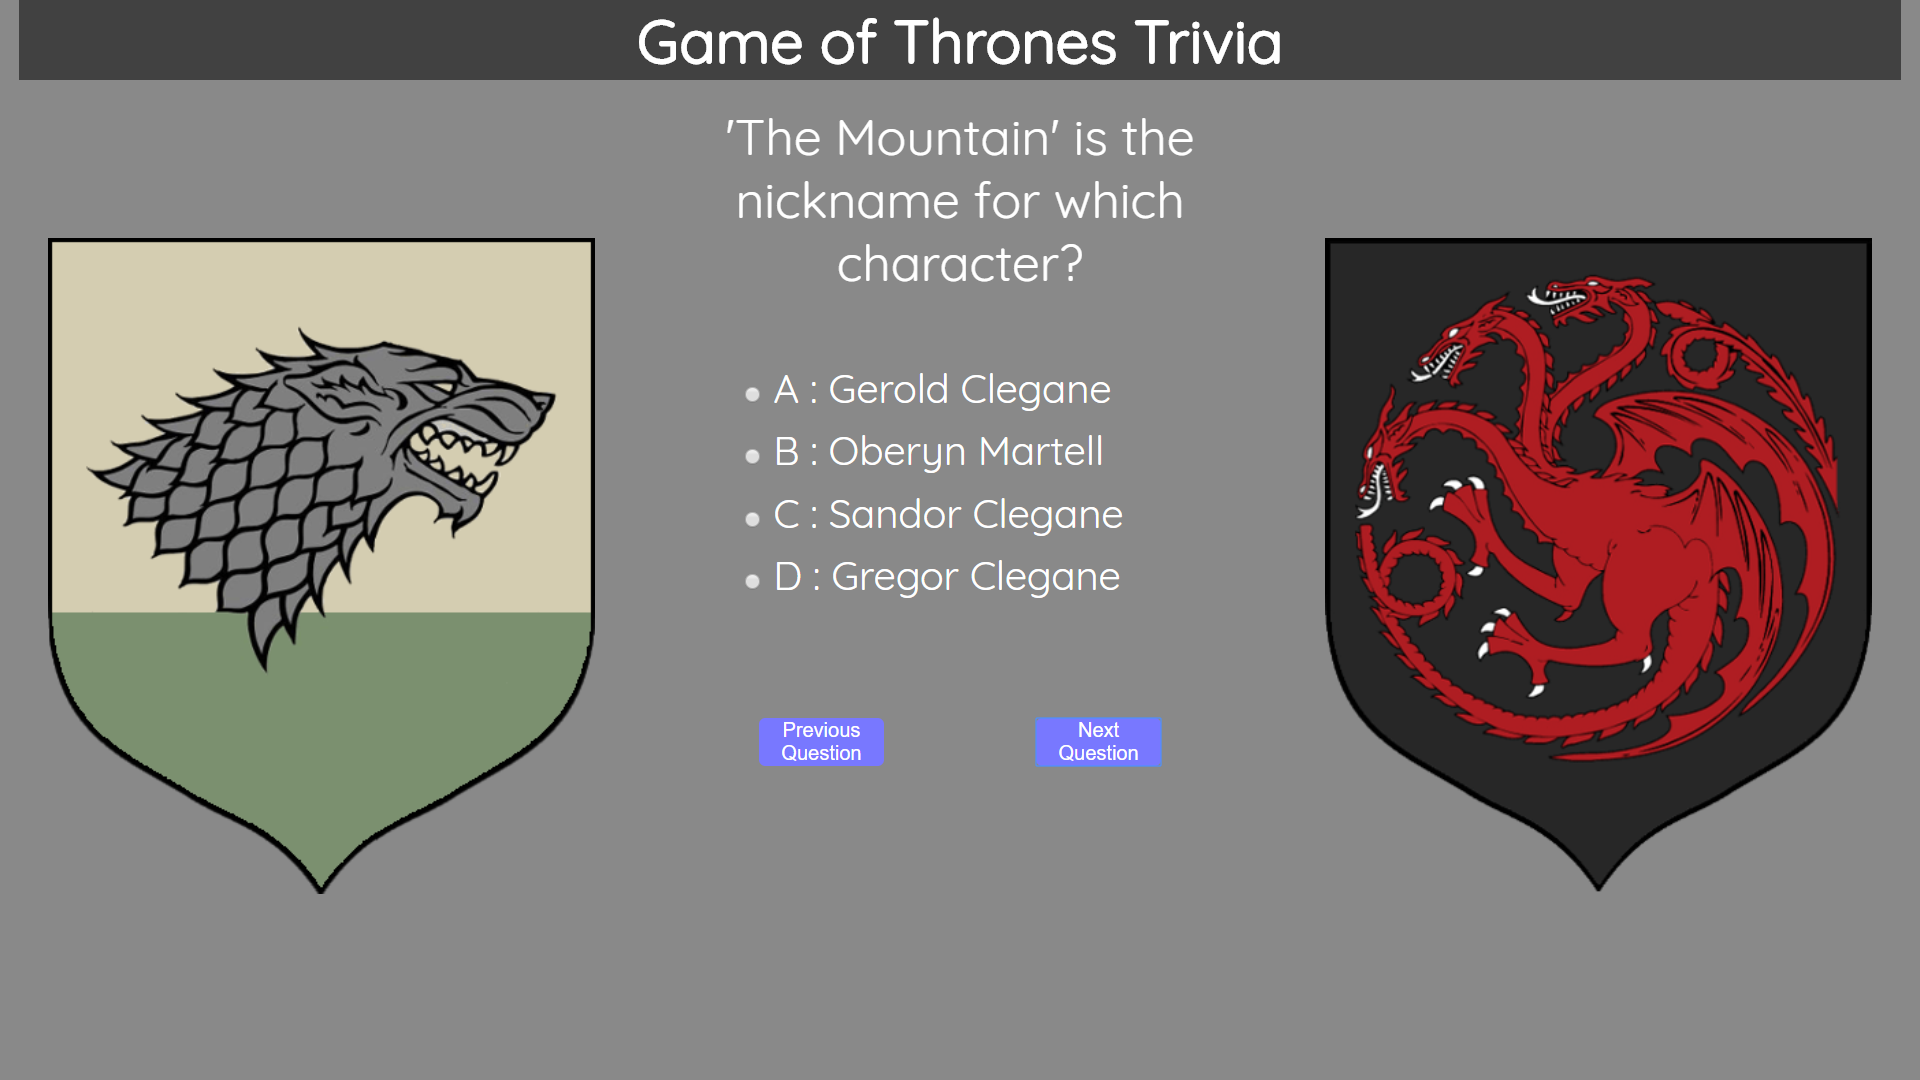 Game of Thrones Trivia
'The Mountain' is the
nickname for which
character?
A : Gerold Clegane
B : Oberyn Martell
C : Sandor Clegane
D : Gregor Clegane
Previous
Question
Next
Question